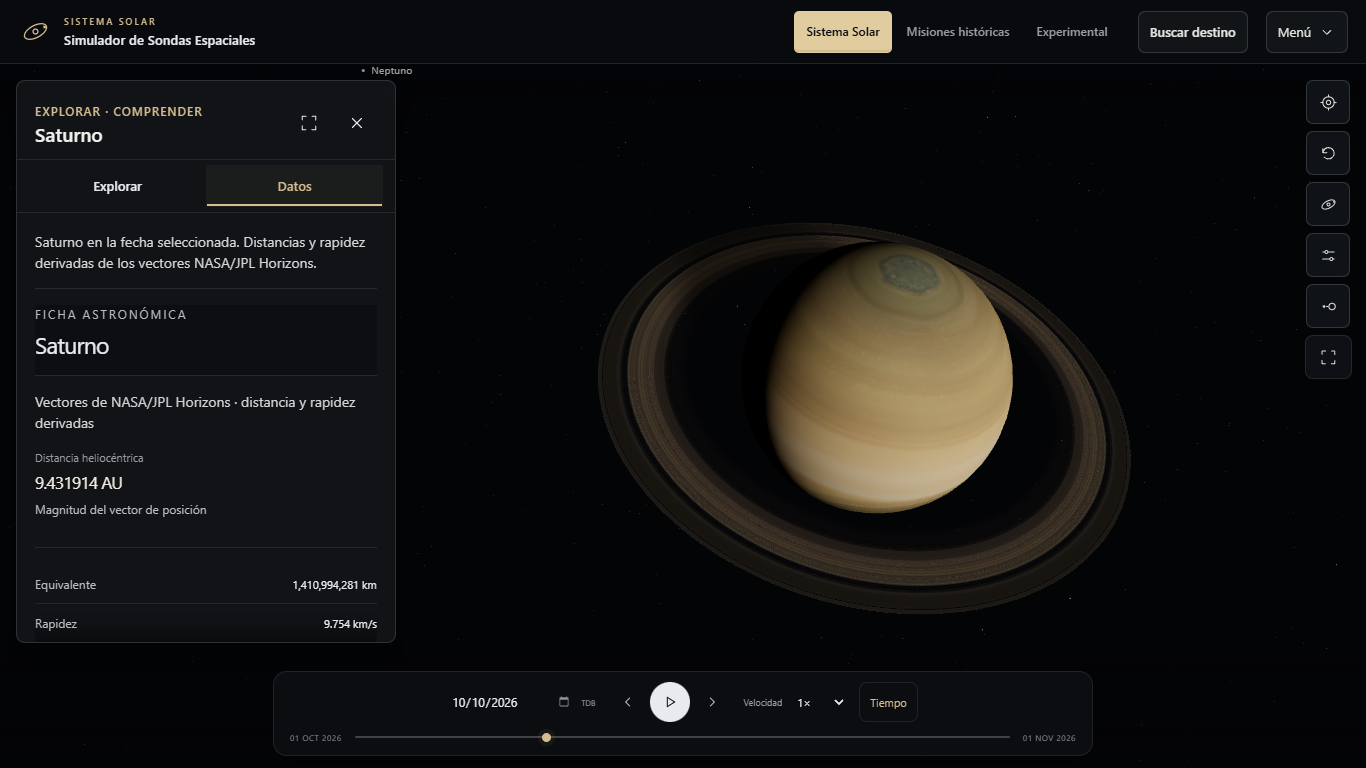 SISTEMA SOLAR
Simulador de Sondas Espaciales
Sistema Solar
Misiones históricas
Experimental
Buscar destino
Menú
Neptuno
EXPLORAR · COMPRENDER
Saturno
Explorar
Datos
Saturno en la fecha seleccionada. Distancias y rapidez
derivadas de los vectores NASA/JPL Horizons.
FICHA ASTRONÓMICA
Saturno
Vectores de NASA/JPL Horizons · distancia y rapidez
derivadas
Distancia heliocéntrica
9.431914 AU
Magnitud del vector de posición
Equivalente 1,410,994,281 km
Rapidez 9.754 km/s
10/10/2026 TDB Velocidad 1× Tiempo
01 OCT 2026 01 NOV 2026